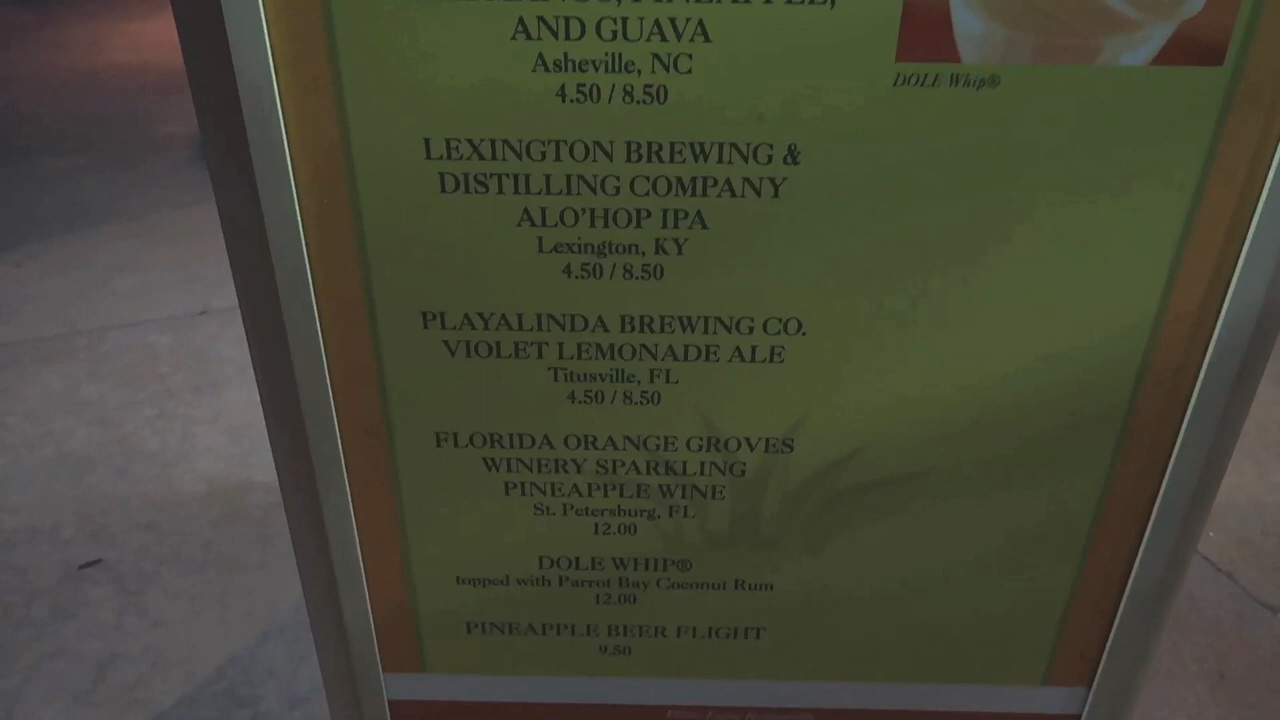 PINEAPPLE,
AND GUAVA
Asheville, NC
4.50 / 8.50
DOLE Whip®
LEXINGTON BREWING &
DISTILLING COMPANY
ALO'HOP IPA
Lexington, KY
4.50 / 8.50
PLAYALINDA BREWING CO.
VIOLET LEMONADE ALE
Titusville, FL
4.50 / 8.50
FLORIDA ORANGE GROVES
WINERY SPARKLING
PINEAPPLE WINE
St. Petersburg, FL
12.00
DOLE WHIP®
topped with Parrot Bay Coconut Rum
12.00
PINEAPPLE BEER FLIGHT
9.50